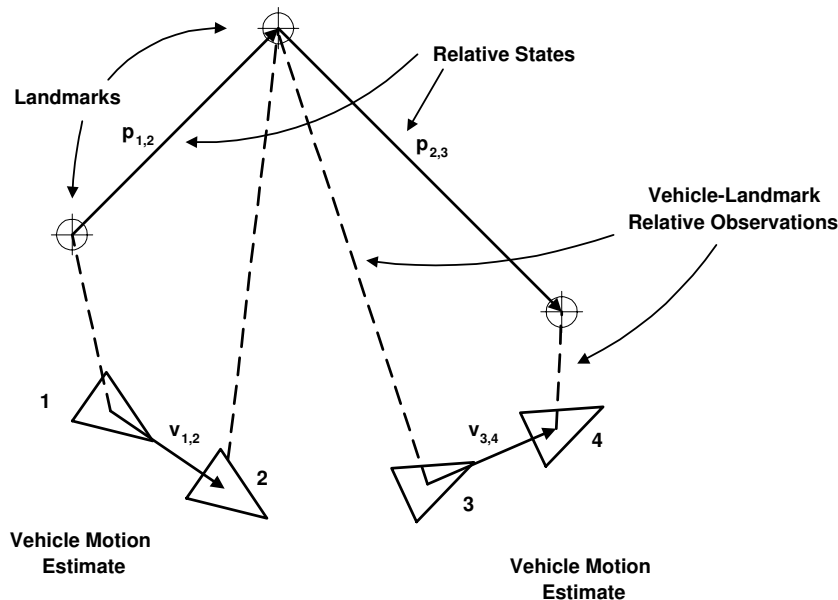 Relative States
Landmarks
p1,2
p2,3
Vehicle-Landmark
Relative Observations
1
v1,2
2
v3,4
4
3
Vehicle Motion
Estimate
Vehicle Motion
Estimate